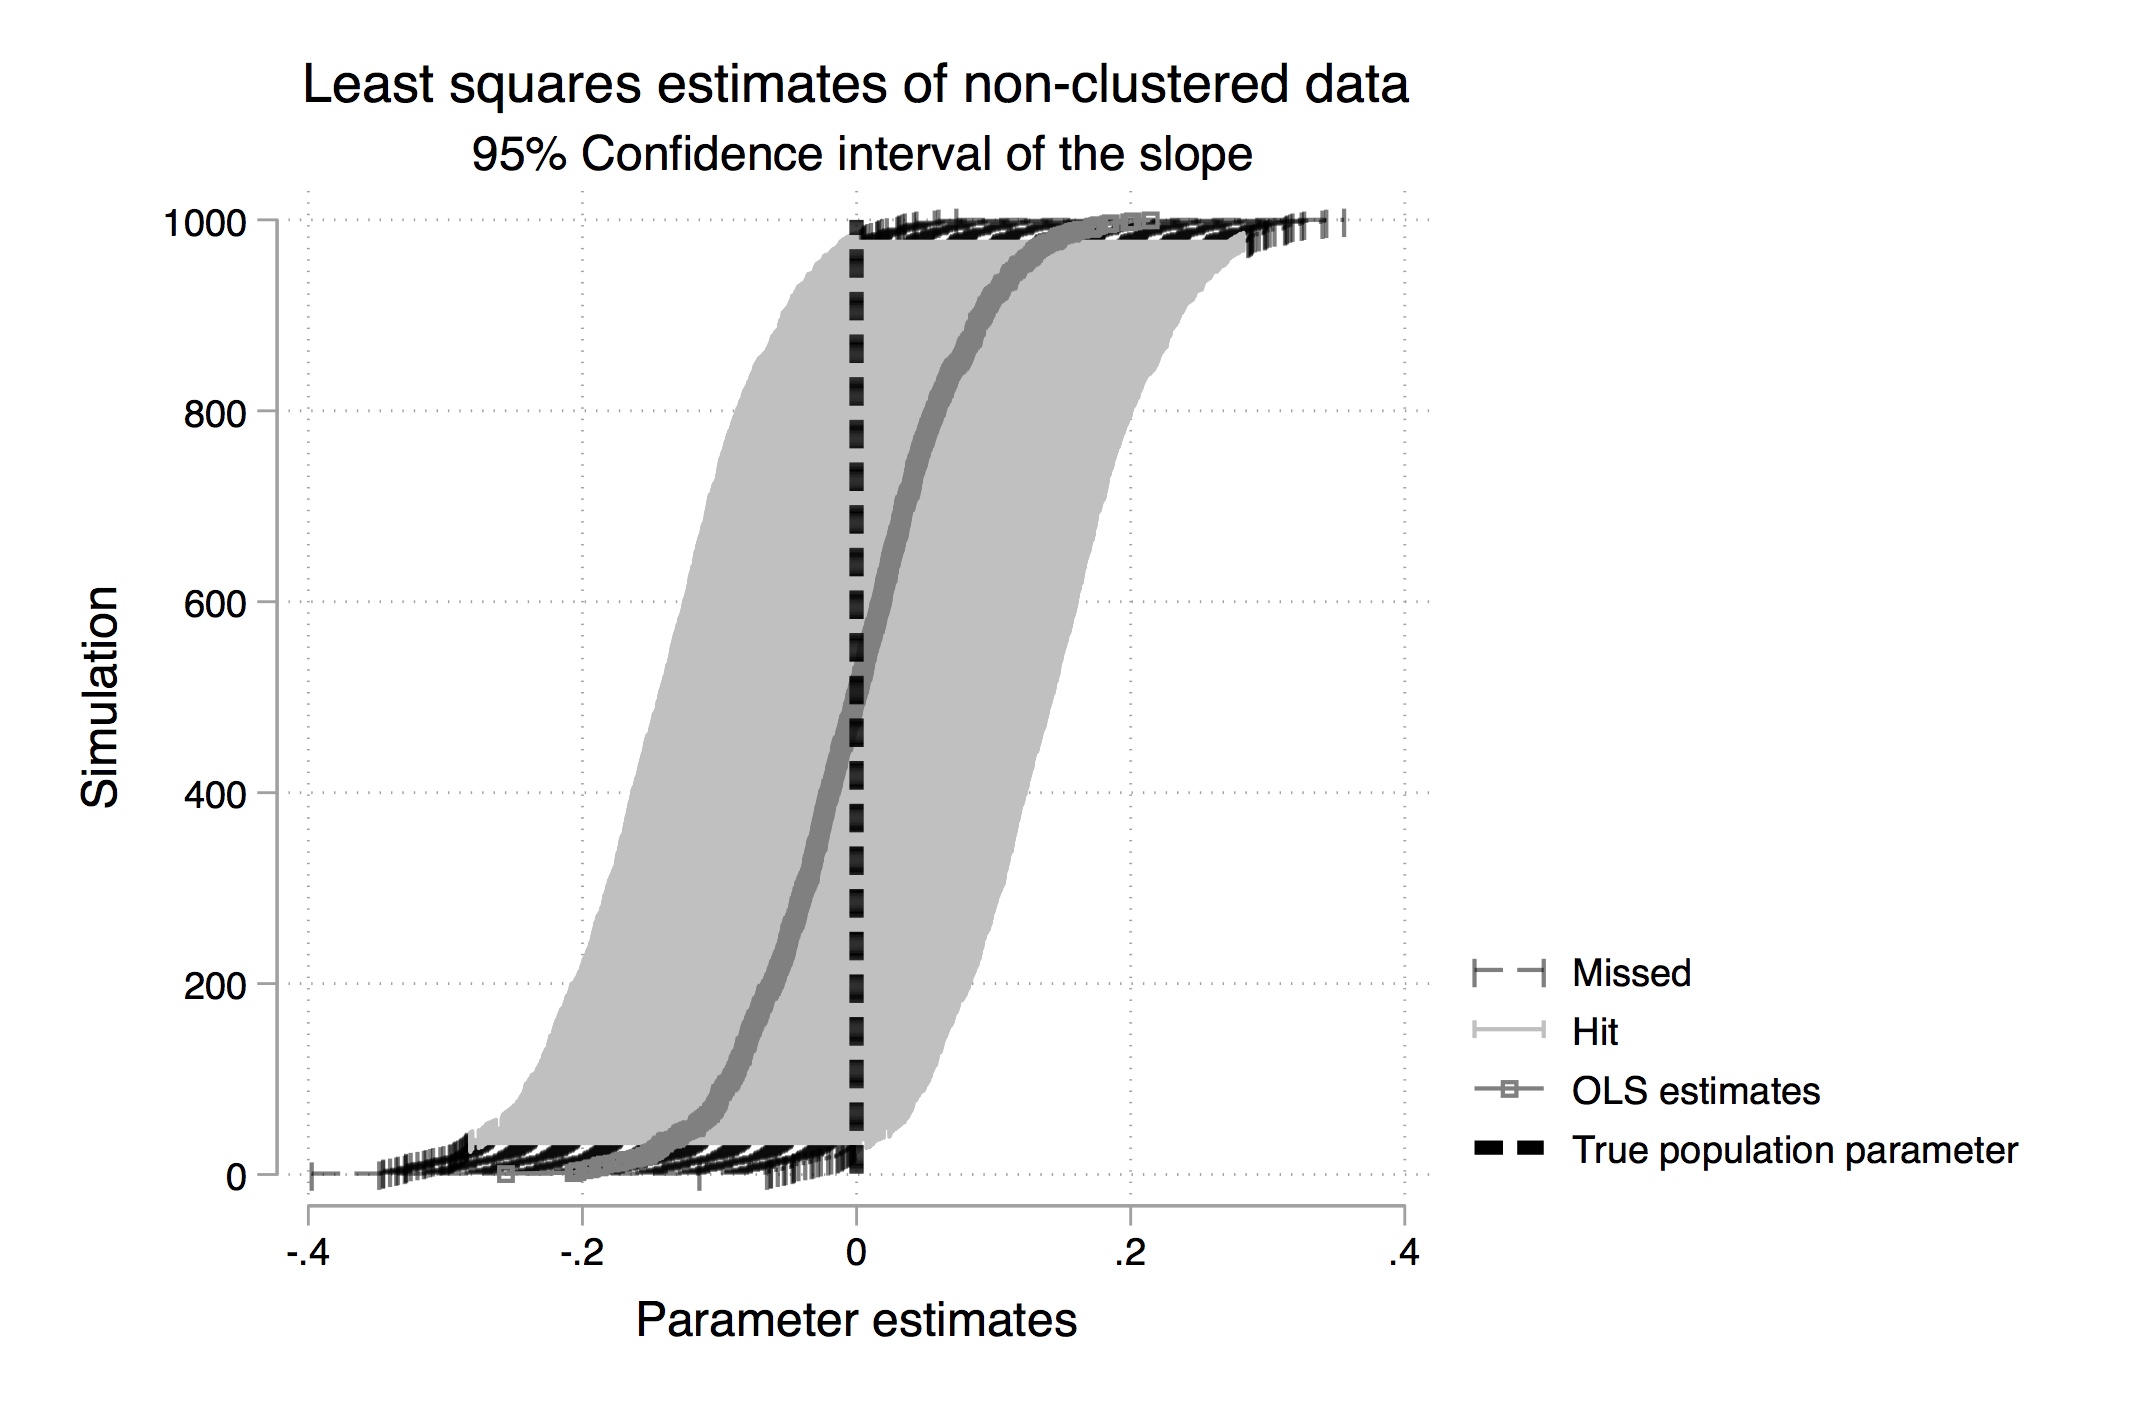 Least squares estimates of non-clustered data
95% Confidence interval of the slope
1000
800
600
400
200
0
Simulation
-.4
-.2
0
.2
.4
Parameter estimates
Missed
Hit
OLS estimates
True population parameter